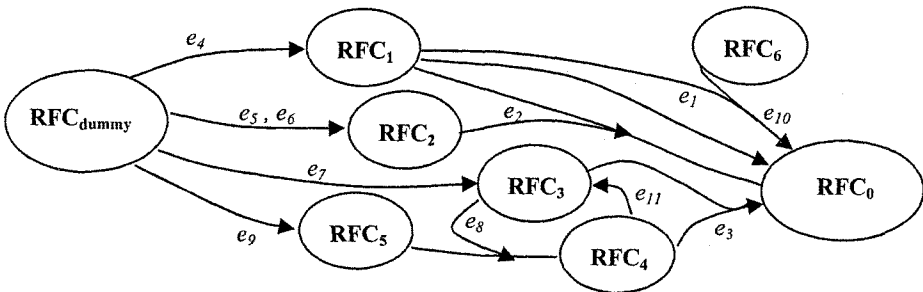 e4
RFC1
RFC6
e1
e10
RFCdummy
e5 , e6
RFC2
e2
e7
RFC3
e11
RFC0
e8
e3
e9
RFC5
RFC4